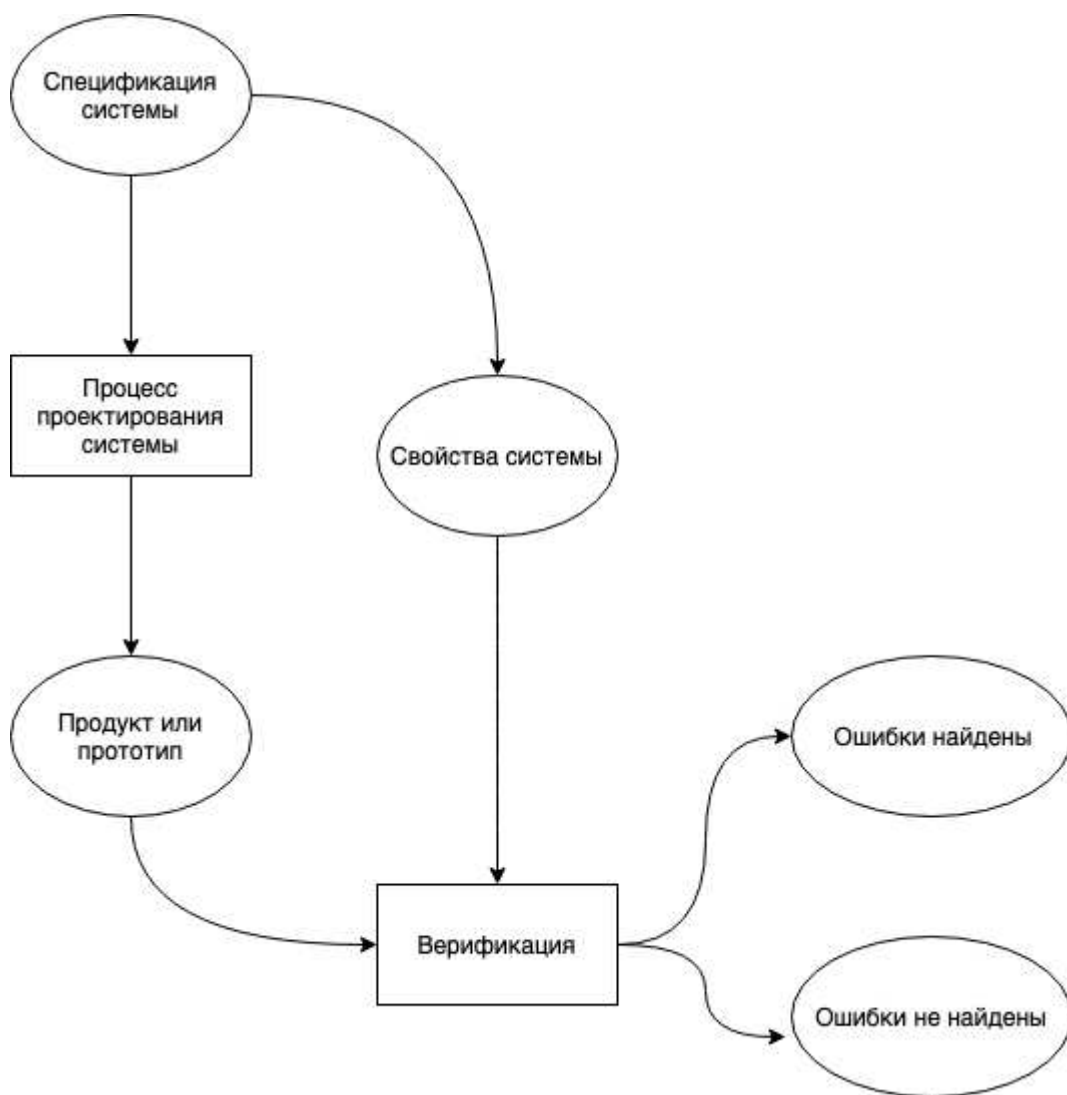 Спецификация
системы
Процесс
проектирования
системы
Свойства системы
Продукт или
прототип
Ошибки найдены
Верификация
Ошибки не найдены